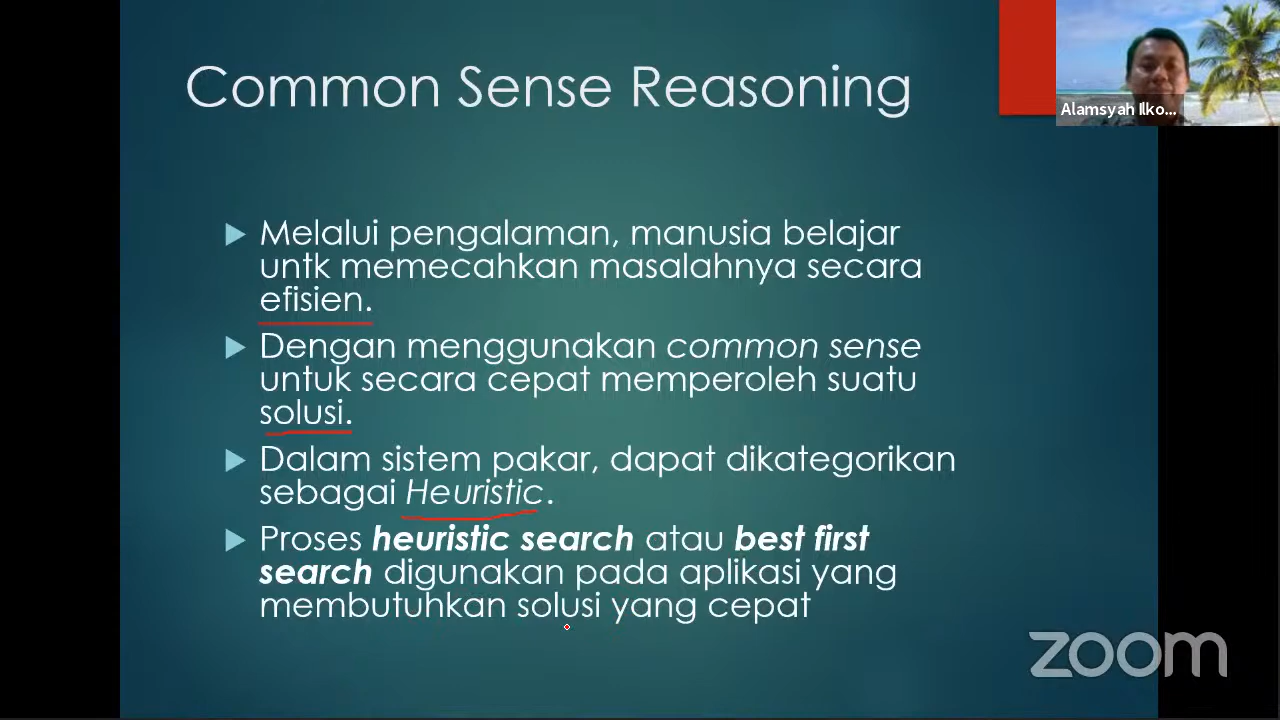 Common Sense Reasoning
Alamsyah Ilko...
Melalui pengalaman, manusia belajar
untk memecahkan masalahnya secara
efisien.
Dengan menggunakan common sense
untuk secara cepat memperoleh suatu
solusi.
Dalam sistem pakar, dapat dikategorikan
sebagai Heuristic.
Proses heuristic search atau best first
search digunakan pada aplikasi yang
membutuhkan solusi yang cepat
zoom